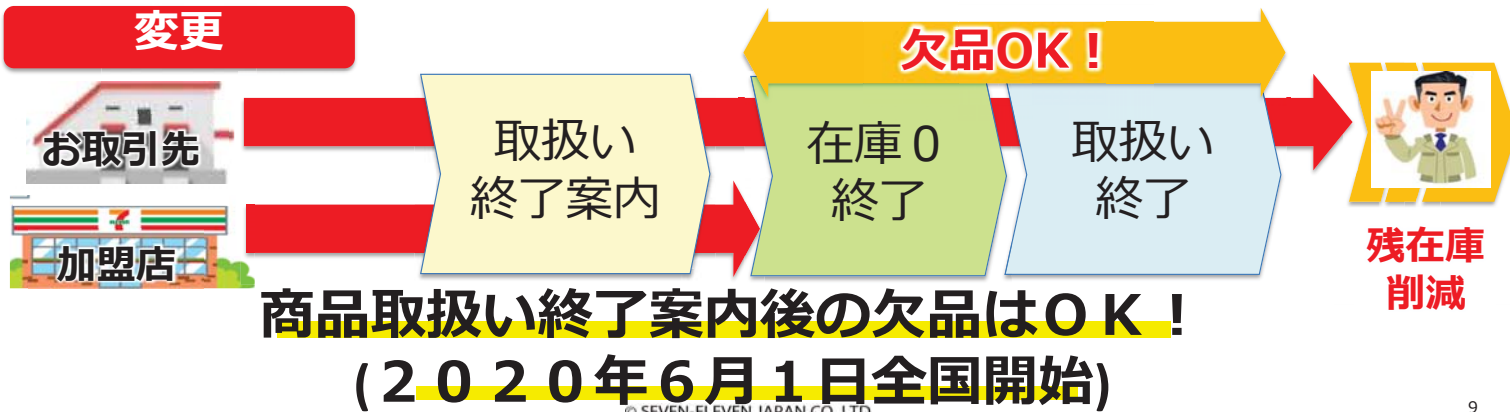 変更
欠品OK！
お取引先
取扱い
終了案内
在庫０
終了
取扱い
終了
7
ELEVEN
加盟店
残在庫
削減
商品取扱い終了案内後の欠品はＯＫ！
(２０２０年６月１日全国開始)
© SEVEN-ELEVEN JAPAN CO.,LTD.
9